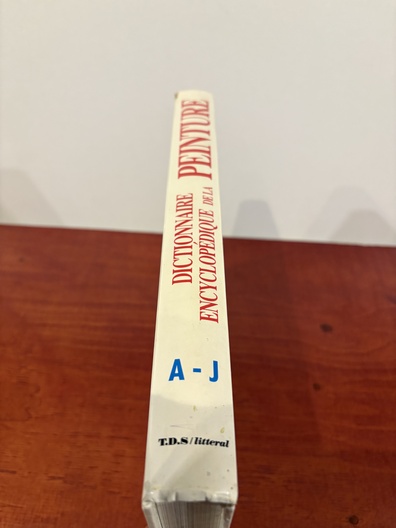 DICTIONNAIRE
ENCYCLOPÉDIQUE DE LA
PEINTURE
A - J
T.D.S/litteral